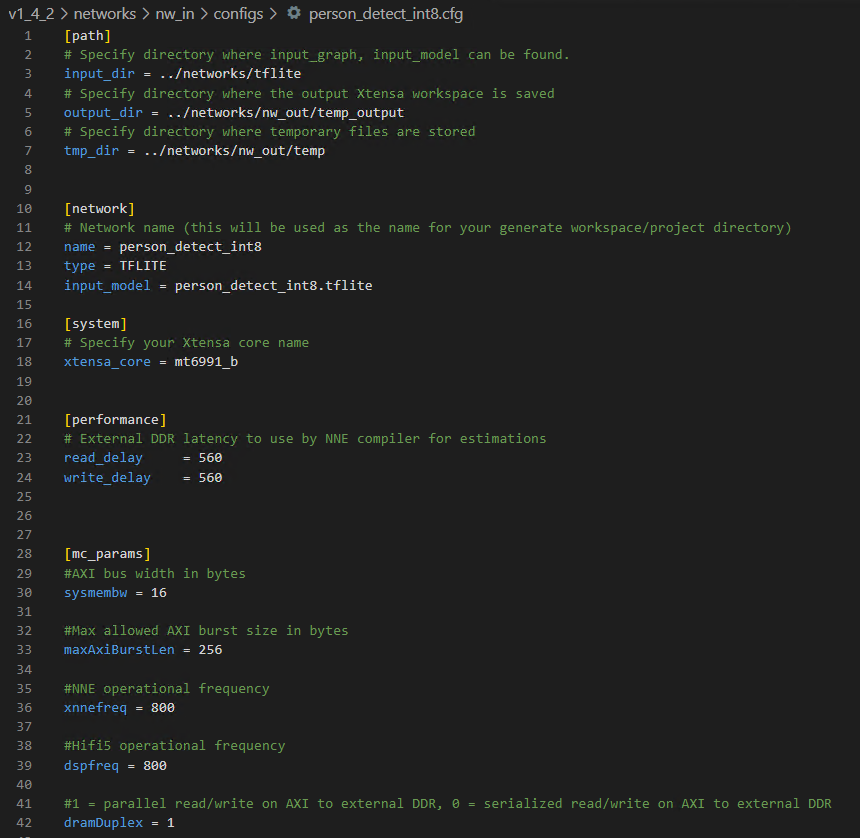 v1_4_2 > networks > nw_in > configs > person_detect_int8.cfg
1 [path]
2 # Specify directory where input_graph, input_model can be found.
3 input_dir = ../networks/tflite
4 # Specify directory where the output Xtensa workspace is saved
5 output_dir = ../networks/nw_out/temp_output
6 # Specify directory where temporary files are stored
7 tmp_dir = ../networks/nw_out/temp
8
9
10 [network]
11 # Network name (this will be used as the name for your generate workspace/project directory)
12 name = person_detect_int8
13 type = TFLITE
14 input_model = person_detect_int8.tflite
15
16 [system]
17 # Specify your Xtensa core name
18 xtensa_core = mt6991_b
19
20
21 [performance]
22 # External DDR latency to use by NNE compiler for estimations
23 read_delay     = 560
24 write_delay    = 560
25
26
27
28 [mc_params]
29 #AXI bus width in bytes
30 sysmembw = 16
31
32 #Max allowed AXI burst size in bytes
33 maxAxiBurstLen = 256
34
35 #NNE operational frequency
36 xnnefreq = 800
37
38 #Hifi5 operational frequency
39 dspfreq = 800
40
41 #1 = parallel read/write on AXI to external DDR, 0 = serialized read/write on AXI to external DDR
42 dramDuplex = 1